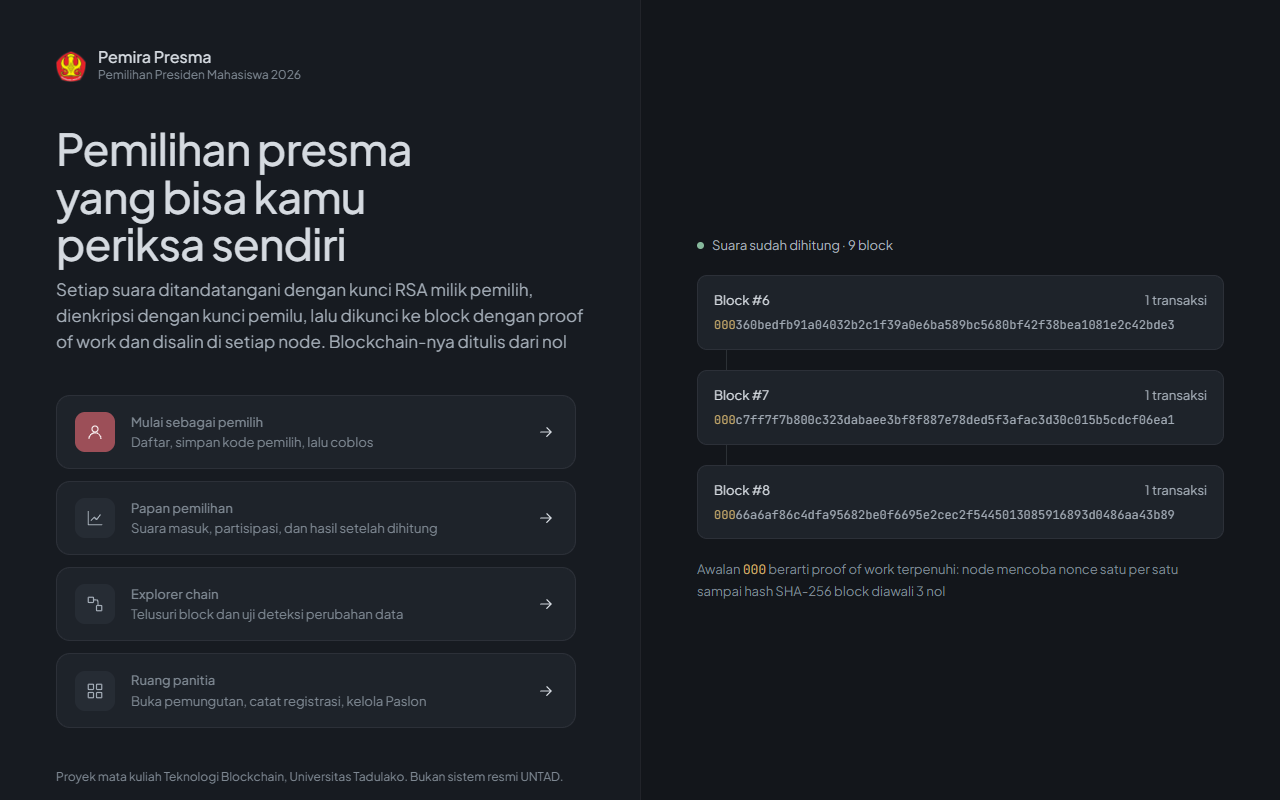 Pemira Presma
Pemilihan Presiden Mahasiswa 2026
Pemilihan presma
yang bisa kamu
periksa sendiri
Setiap suara ditandatangani dengan kunci RSA milik pemilih,
dienkripsi dengan kunci pemilu, lalu dikunci ke block dengan proof
of work dan disalin di setiap node. Blockchain-nya ditulis dari nol
Mulai sebagai pemilih
Daftar, simpan kode pemilih, lalu coblos
Papan pemilihan
Suara masuk, partisipasi, dan hasil setelah dihitung
Explorer chain
Telusuri block dan uji deteksi perubahan data
Ruang panitia
Buka pemungutan, catat registrasi, kelola Paslon
Proyek mata kuliah Teknologi Blockchain, Universitas Tadulako. Bukan sistem resmi UNTAD.
Suara sudah dihitung · 9 block
Block #6 1 transaksi
000360bedfb91a04032b2c1f39a0e6ba589bc5680bf42f38bea1081e2c42bde3
Block #7 1 transaksi
000c7ff7f7b800c323dabaee3bf8f887e78ded5f3afac3d30c015b5cdcf06ea1
Block #8 1 transaksi
00066a6af86c4dfa95682be0f6695e2cec2f5445013085916893d0486aa43b89
Awalan 000 berarti proof of work terpenuhi: node mencoba nonce satu per satu
sampai hash SHA-256 block diawali 3 nol